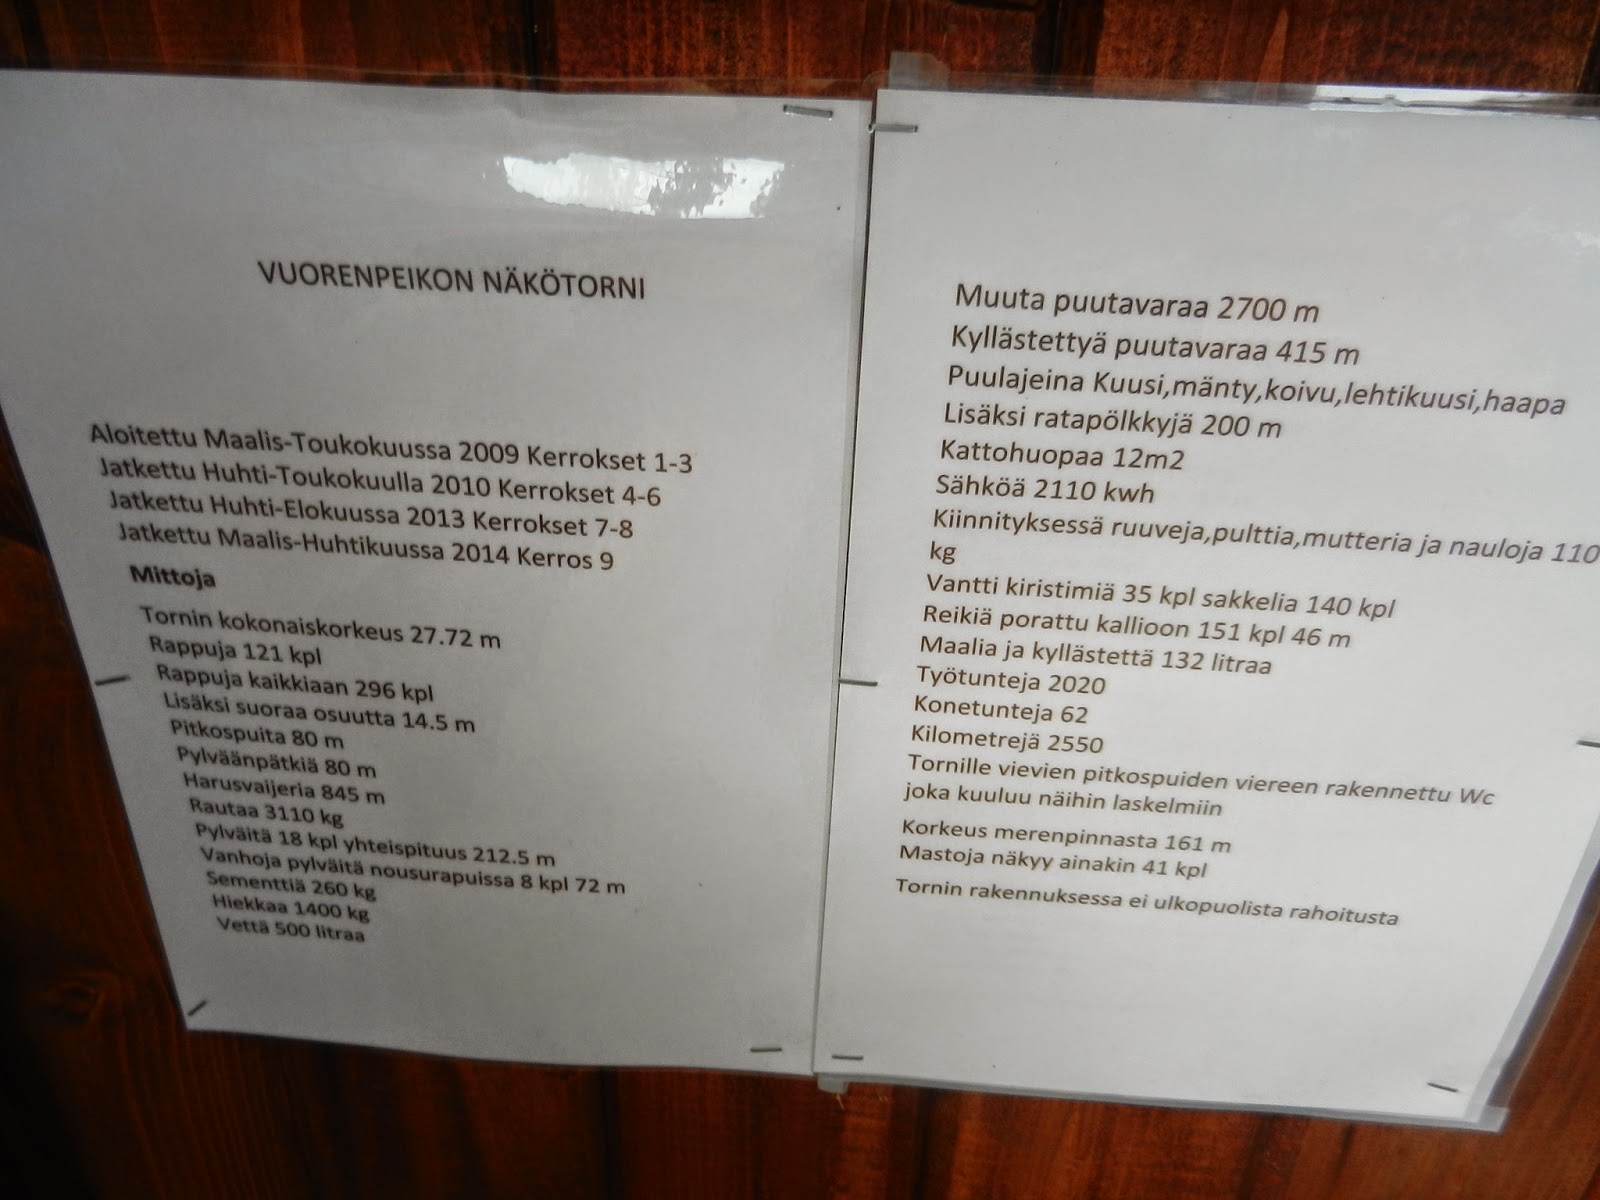 VUORENPEIKON NÄKÖTORNI
Aloitettu Maalis-Toukokuussa 2009 Kerrokset 1-3
Jatkettu Huhti-Toukokuulla 2010 Kerrokset 4-6
Jatkettu Huhti-Elokuussa 2013 Kerrokset 7-8
Jatkettu Maalis-Huhtikuussa 2014 Kerros 9
Mittoja
Tornin kokonaiskorkeus 27.72 m
Rappuja 121 kpl
Rappuja kaikkiaan 296 kpl
Lisäksi suoraa osuutta 14.5 m
Pitkospuita 80 m
Pylväänpätkiä 80 m
Harusvaijeria 845 m
Rautaa 3110 kg
Pylväitä 18 kpl yhteispituus 212.5 m
Vanhoja pylväitä nousurapuissa 8 kpl 72 m
Sementtiä 260 kg
Hiekkaa 1400 kg
Vettä 500 litraa
Muuta puutavaraa 2700 m
Kyllästettyä puutavaraa 415 m
Puulajeina Kuusi,mänty,koivu,lehtikuusi,haapa
Lisäksi ratapölkkyjä 200 m
Kattohuopaa 12m2
Sähköä 2110 kwh
Kiinnityksessä ruuveja,pulttia,mutteria ja nauloja 110
kg
Vantti kiristimiä 35 kpl sakkelia 140 kpl
Reikiä porattu kallioon 151 kpl 46 m
Maalia ja kyllästettä 132 litraa
Työtunteja 2020
Konetunteja 62
Kilometrejä 2550
Tornille vievien pitkospuiden viereen rakennettu Wc
joka kuuluu näihin laskelmiin
Korkeus merenpinnasta 161 m
Mastoja näkyy ainakin 41 kpl
Tornin rakennuksessa ei ulkopuolista rahoitusta